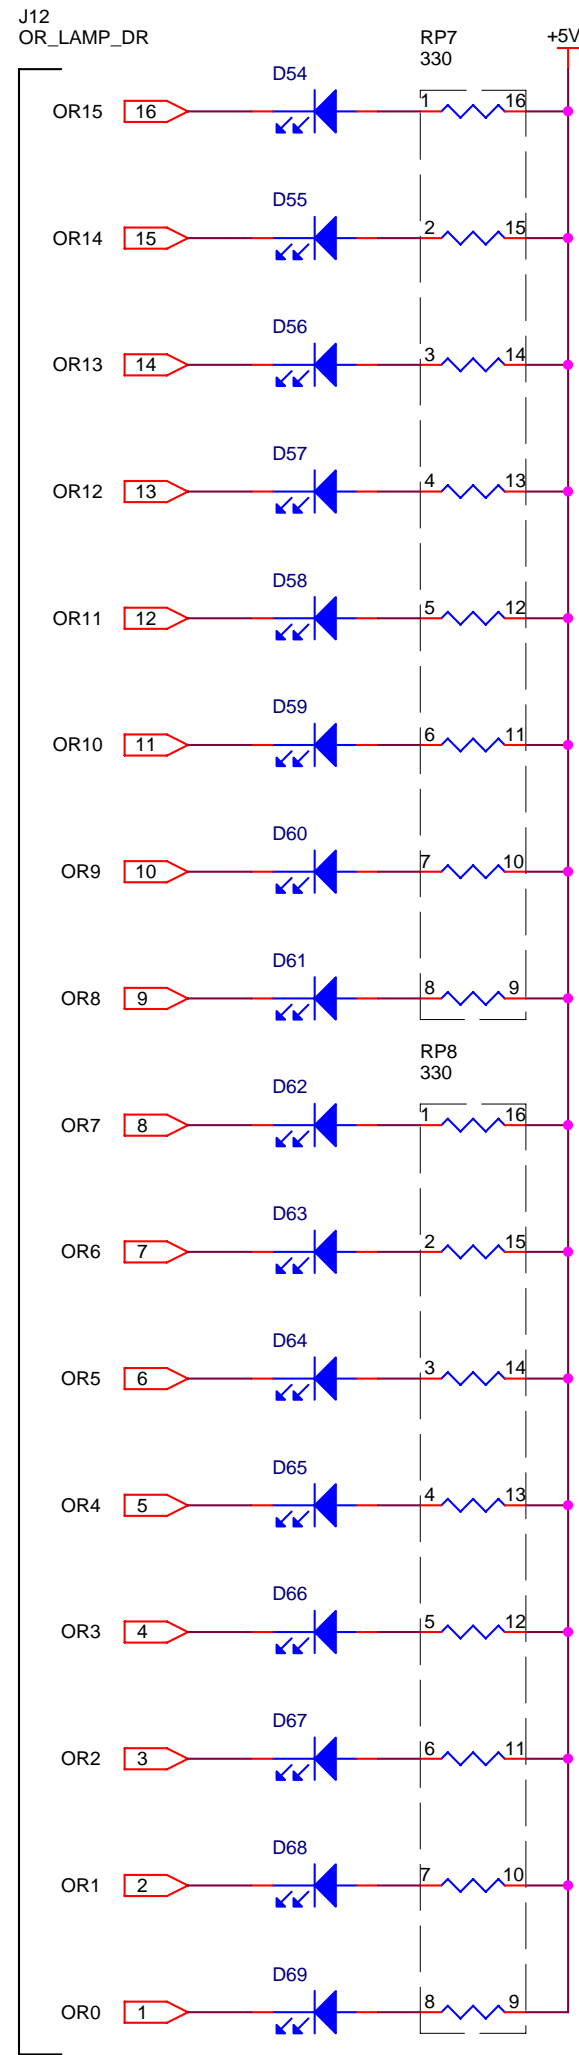 J12
OR_LAMP_DR
RP7
330
+5V
D54
OR15 16 1 16
D55
OR14 15 2 15
D56
OR13 14 3 14
D57
OR12 13 4 13
D58
OR11 12 5 12
D59
OR10 11 6 11
D60
OR9 10 7 10
D61
OR8 9 8 9
RP8
330
D62
OR7 8 1 16
D63
OR6 7 2 15
D64
OR5 6 3 14
D65
OR4 5 4 13
D66
OR3 4 5 12
D67
OR2 3 6 11
D68
OR1 2 7 10
D69
OR0 1 8 9